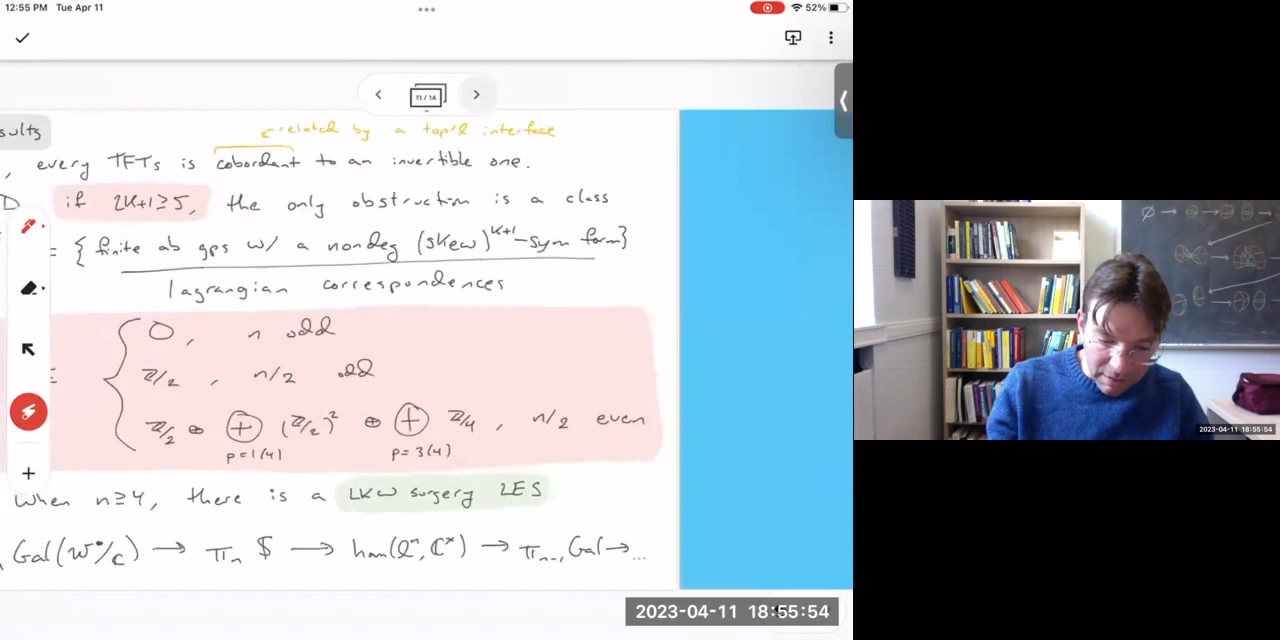 12:55 PM Tue Apr 11
52%
11 / 14
sults
related by a top'l interface
, every TFTs is cobordant to an invertible one.
D if 2k+1≥5, the only obstruction is a class
= { finite ab gps w/ a nondeg (skew)^{k+1}-sym form}
lagrangian correspondences
0, n odd
ℤ/2, n/2 odd
ℤ/2 ⊕ ⊕ (ℤ/2)² ⊕ ⊕ ℤ/4, n/2 even
p=1(4) p=3(4)
When n≥4, there is a LKW surgery LES
Gal(W•/ℂ) → π_n $ → hom(ℓⁿ, ℂ^×) → π_{n-1} Gal → ...
2023-04-11 18:55:54
2023-04-11 18:55:54